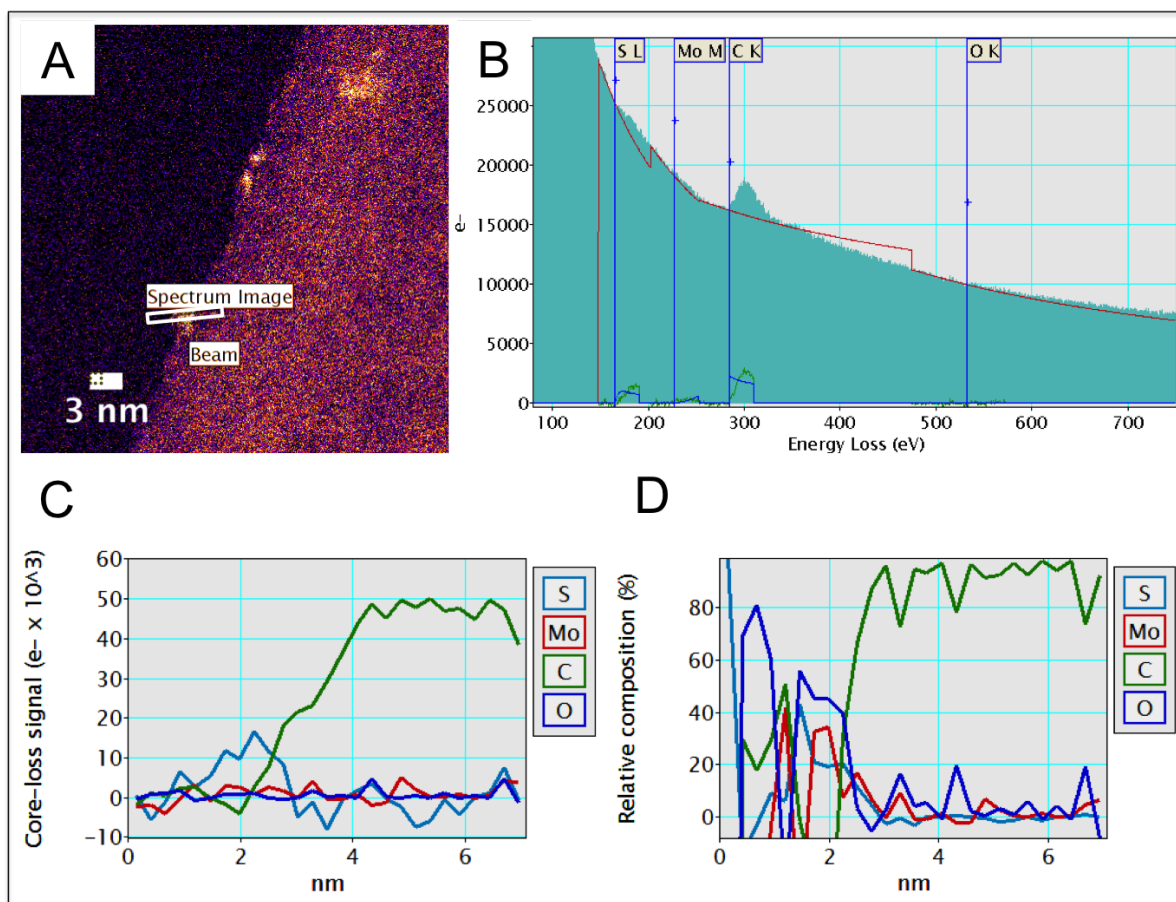 A
Spectrum Image
Beam
3 nm
B
S L
Mo M
C K
O K
25000
20000
15000
10000
5000
0
e-
100 200 300 400 500 600 700
Energy Loss (eV)
C
60
50
40
30
20
10
0
-10
Core-loss signal (e- x 10^3)
0 2 4 6
nm
S
Mo
C
O
D
80
60
40
20
0
Relative composition (%)
0 2 4 6
nm
S
Mo
C
O